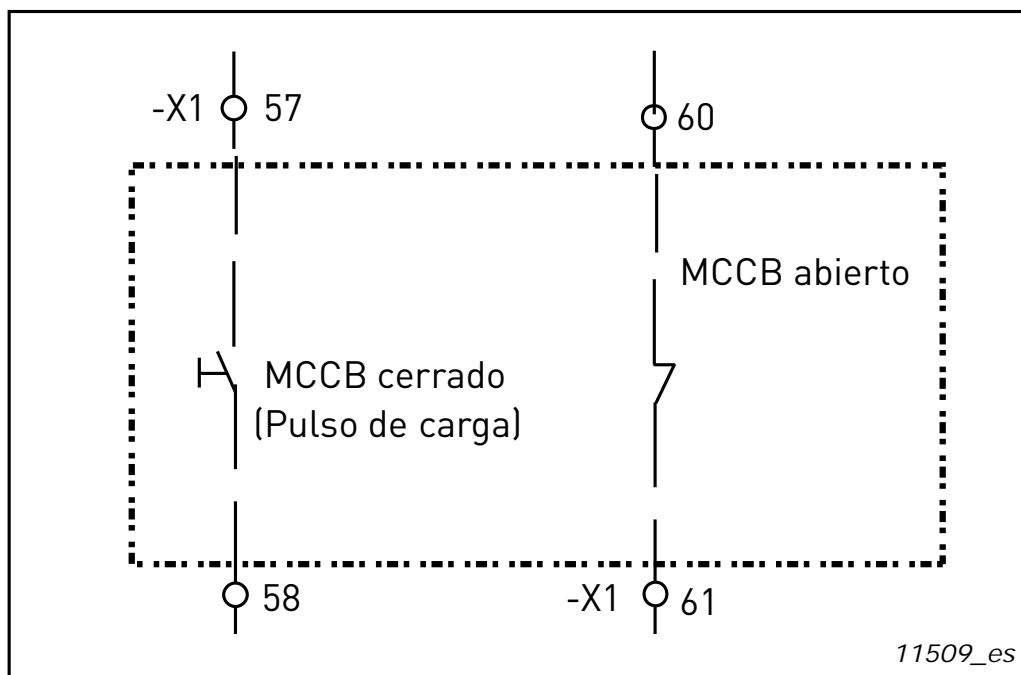 -X1 57
60
MCCB abierto
MCCB cerrado
(Pulso de carga)
58
-X1 61
11509_es